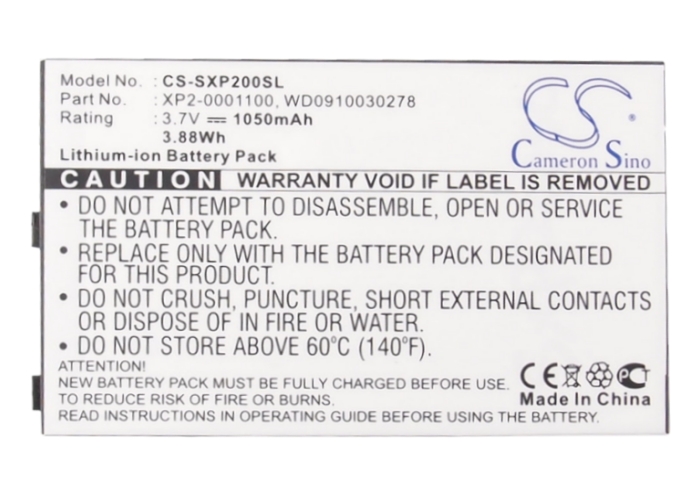 Model No. : CS-SXP200SL
Part No. : XP2-0001100, WD0910030278
Rating : 3.7V ⎓ 1050mAh
3.88Wh
Lithium-ion Battery Pack
CS
Cameron Sino
CAUTION WARRANTY VOID IF LABEL IS REMOVED
• DO NOT ATTEMPT TO DISASSEMBLE, OPEN OR SERVICE
THE BATTERY PACK.
• REPLACE ONLY WITH THE BATTERY PACK DESIGNATED
FOR THIS APPARATUS.
• DO NOT CRUSH, PUNCTURE, SHORT EXTERNAL CONTACTS
OR DISPOSE OF IN FIRE OR WATER.
• DO NOT STORE ABOVE 60°C (140°F).
ATTENTION!
NEW BATTERY PACK MUST BE FULLY CHARGED BEFORE USE.
TO REDUCE RISK OF FIRE OR BURNS.
READ INSTRUCTIONS IN OPERATING GUIDE BEFORE USING THE BATTERY.
CE PCT
Made In China